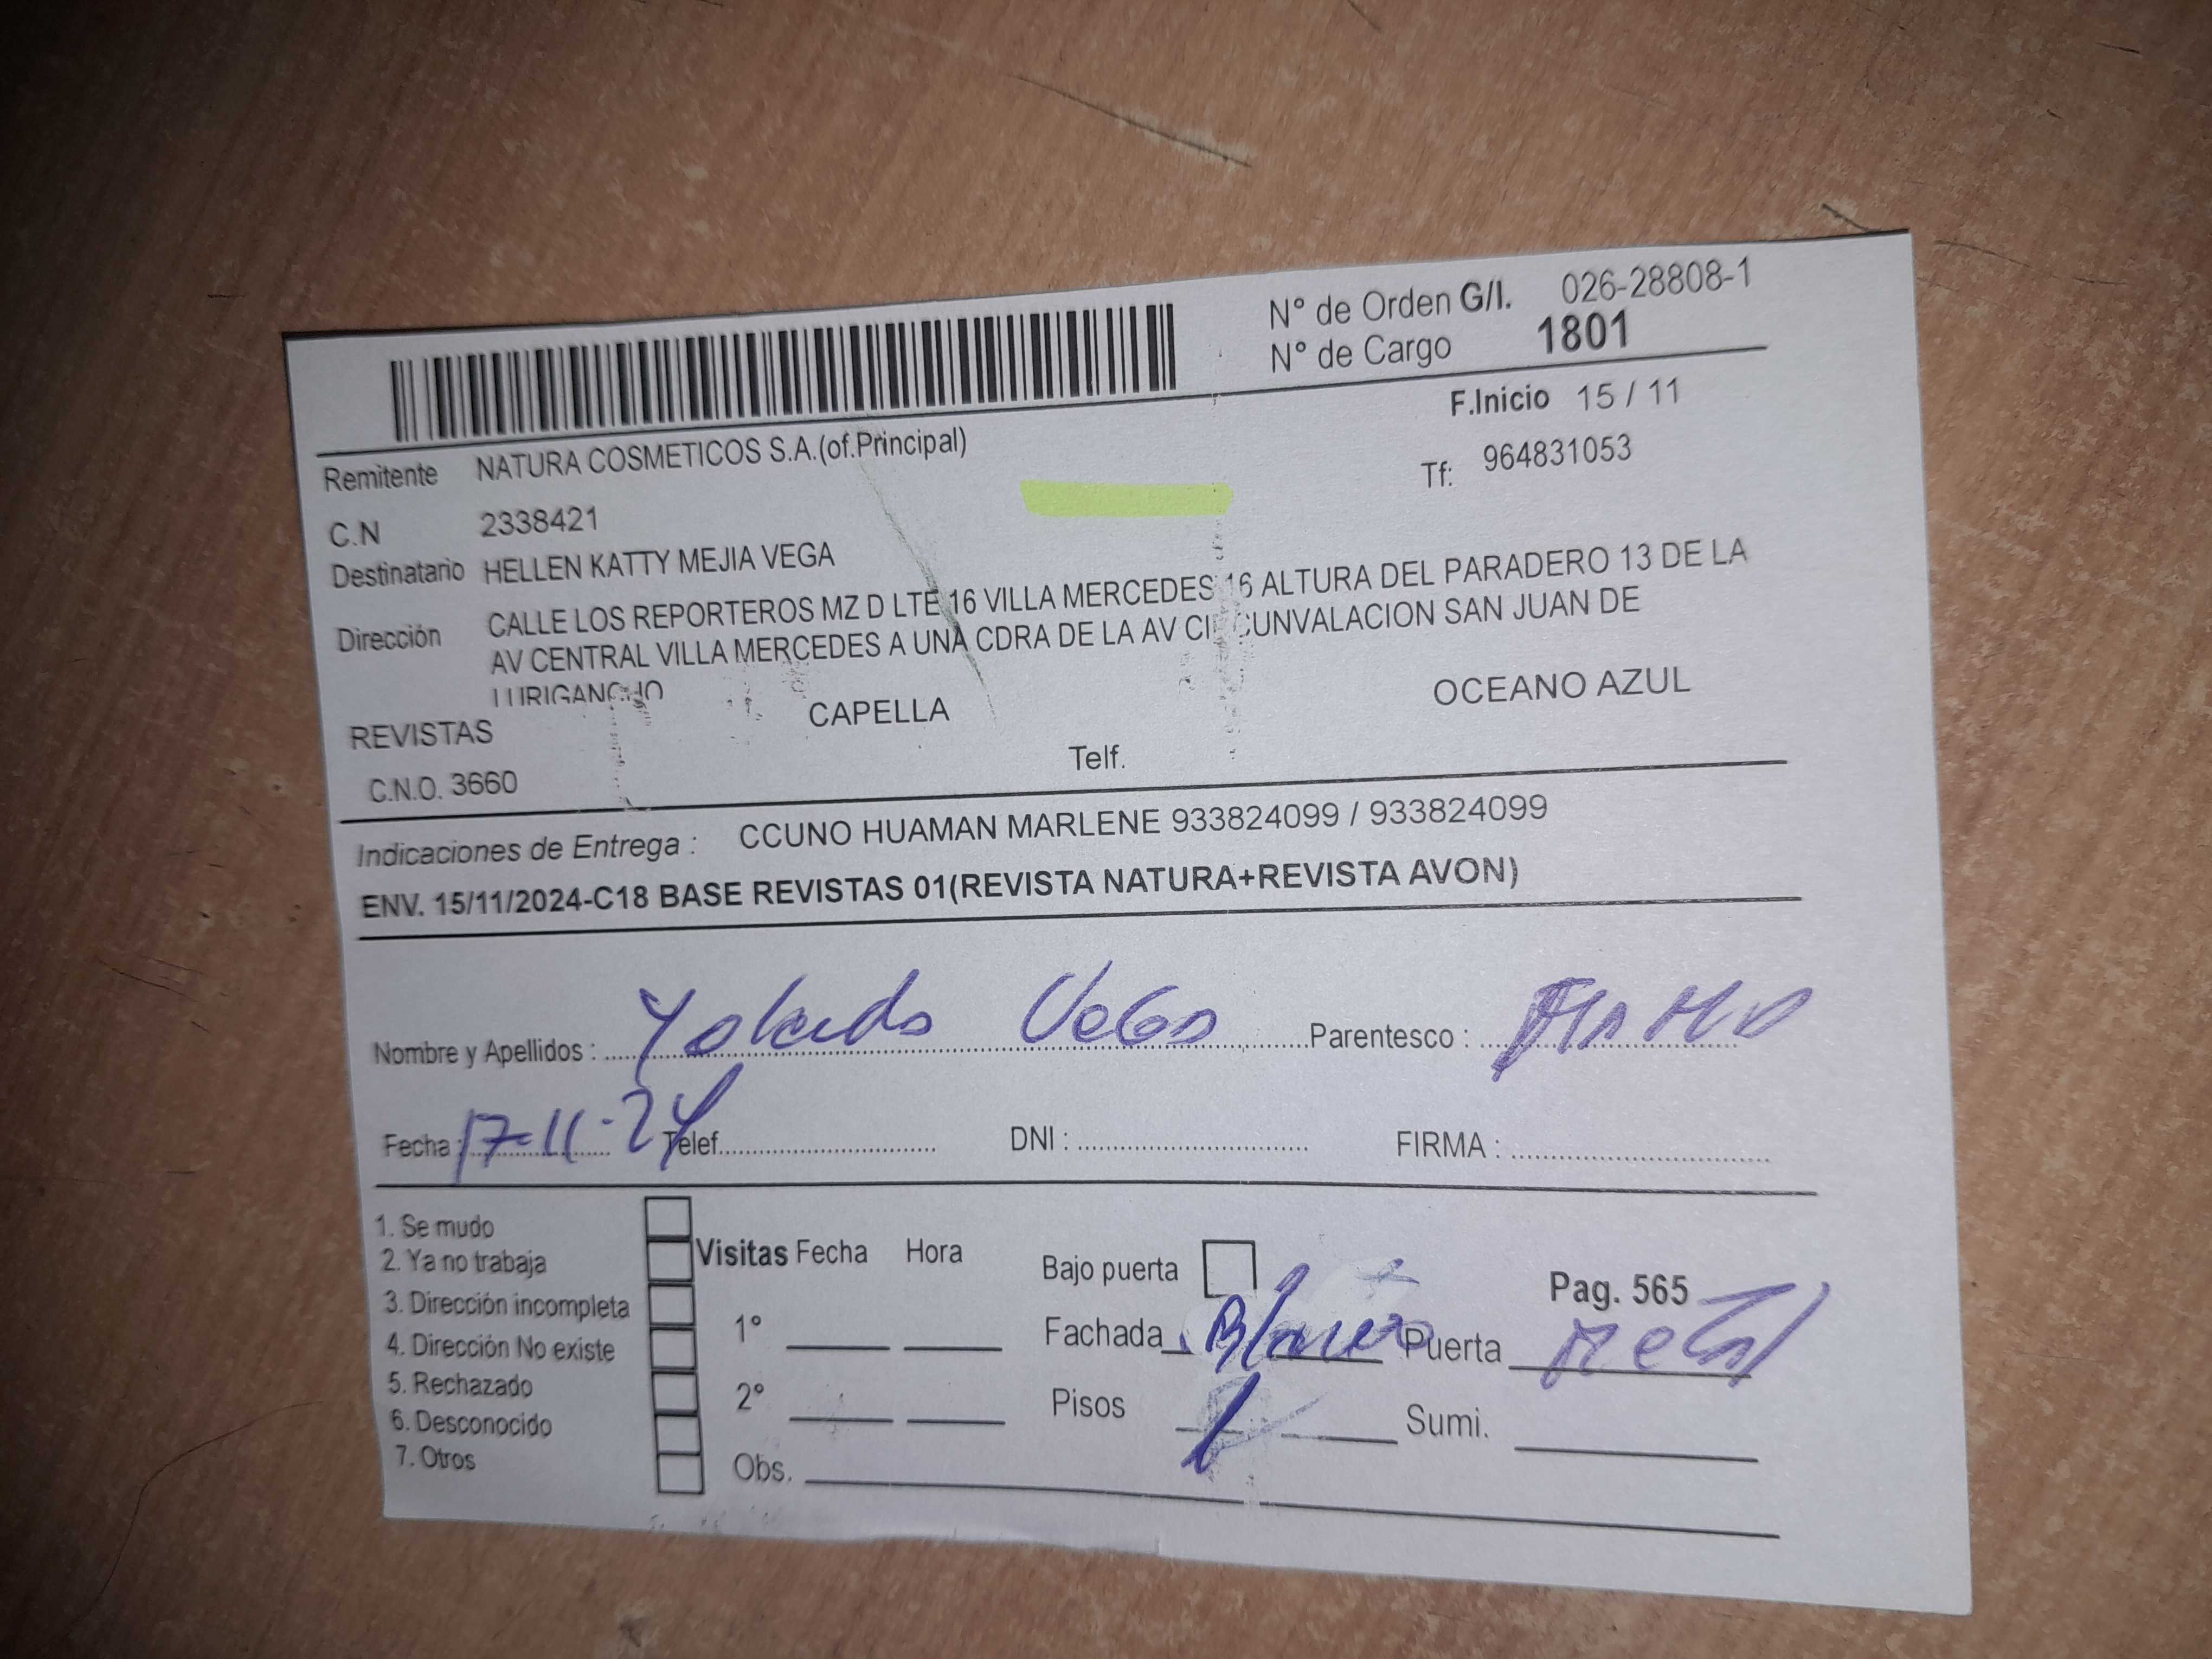 N° de Orden G/I. 026-28808-1
N° de Cargo 1801
F.Inicio 15 / 11
Remitente NATURA COSMETICOS S.A.(of.Principal)
Tf: 964831053
C.N 2338421
Destinatario HELLEN KATTY MEJIA VEGA
Dirección CALLE LOS REPORTEROS MZ D LTE 16 VILLA MERCEDES 16 ALTURA DEL PARADERO 13 DE LA
AV CENTRAL VILLA MERCEDES A UNA CDRA DE LA AV CIRCUNVALACION SAN JUAN DE
LURIGANCHO
REVISTAS CAPELLA OCEANO AZUL
C.N.O. 3660 Telf.
Indicaciones de Entrega : CCUNO HUAMAN MARLENE 933824099 / 933824099
ENV. 15/11/2024-C18 BASE REVISTAS 01(REVISTA NATURA+REVISTA AVON)
Nombre y Apellidos : Yolanda Vega Parentesco : MAMA
Fecha : 17-11-24 Telef. DNI : FIRMA :
1. Se mudo
2. Ya no trabaja
3. Dirección incompleta
4. Dirección No existe
5. Rechazado
6. Desconocido
7. Otros
Visitas Fecha Hora
1°
2°
Obs.
Bajo puerta
Pag. 565
Fachada Blanco Puerta Metal
Pisos 1 Sumi.